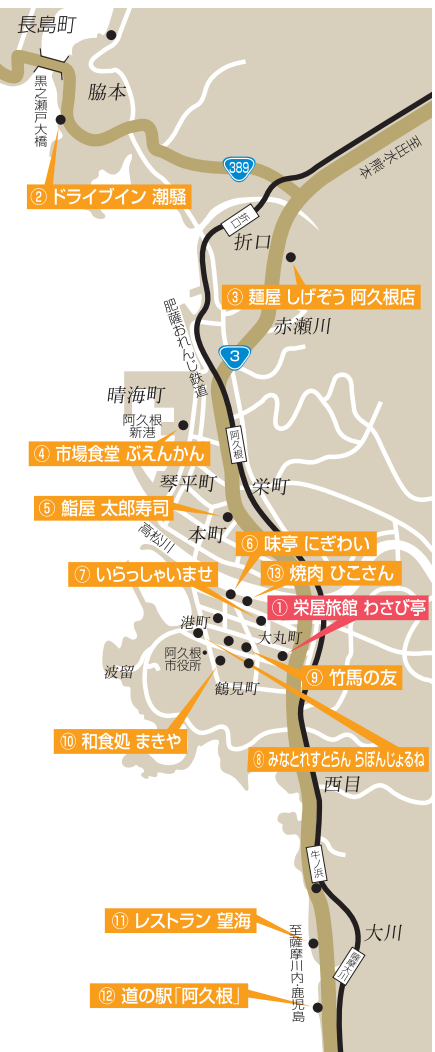 長島町
脇本
黒之瀬戸大橋
② ドライブイン 潮騒
389
至出水・熊本
折口
折口
③ 麺屋 しげぞう 阿久根店
赤瀬川
肥薩おれんじ鉄道
3
晴海町
阿久根
新港
阿久根
④ 市場食堂 ぶえんかん
琴平町
栄町
⑤ 鮨屋 太郎寿司
本町
高松川
⑥ 味亭 にぎわい
⑦ いらっしゃいませ
⑬ 焼肉 ひこさん
① 栄屋旅館 わさび亭
港町
大丸町
阿久根
市役所
波留
⑨ 竹馬の友
鶴見町
⑩ 和食処 まきや
⑧ みなとれすとらん らぽんじょるね
西目
牛ノ浜
⑪ レストラン 望海
大川
至薩摩川内・鹿児島
薩摩大川
⑫ 道の駅「阿久根」